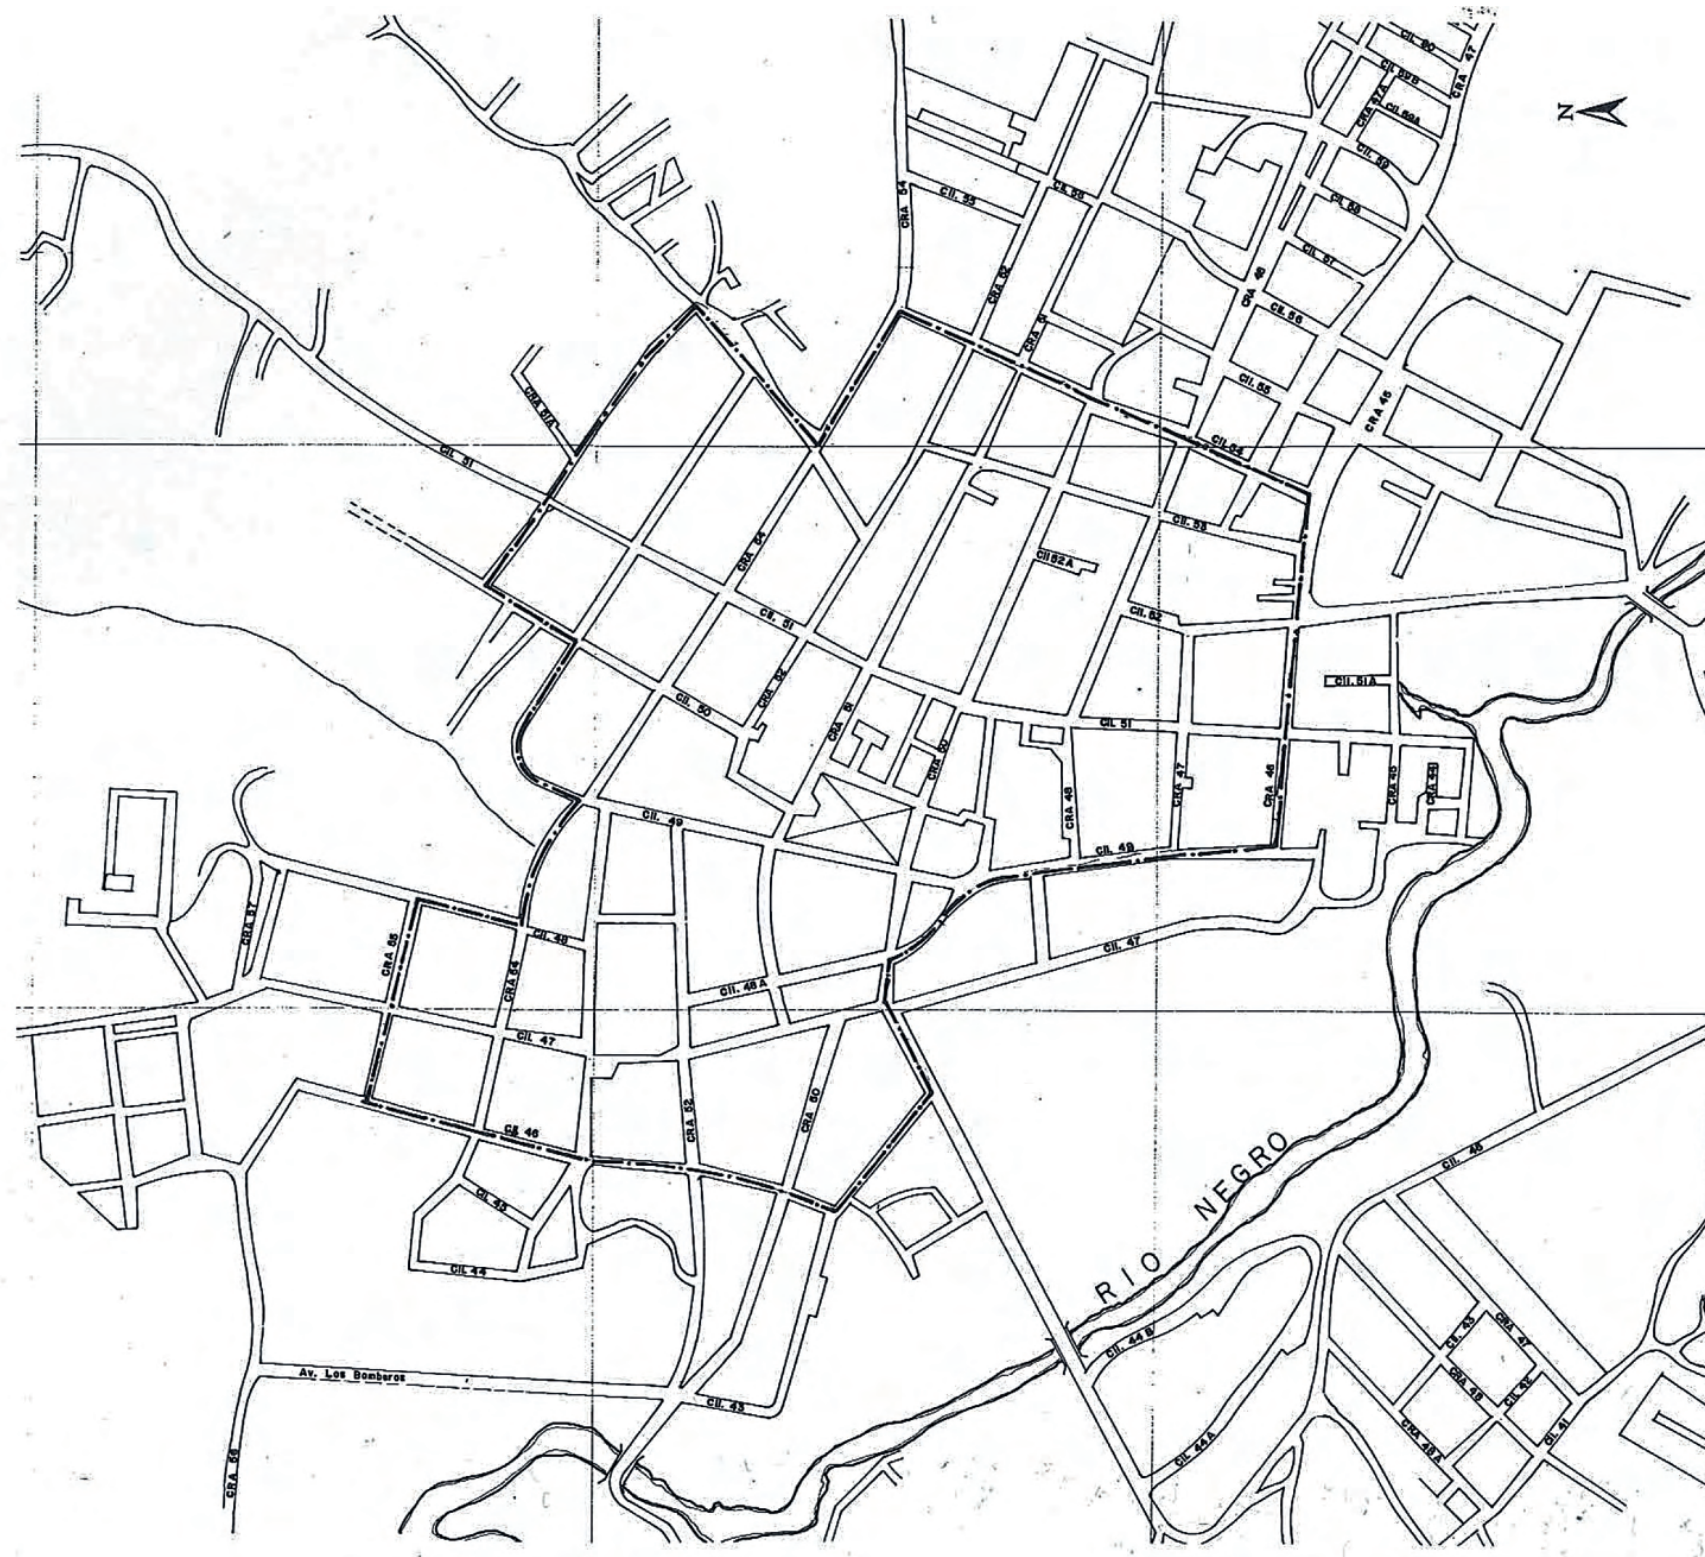 Cll. 60
CRA 47
Cll. 59B
CRA 47A
Cll. 59A
N
Cll. 59
CRA 54
Cll. 55
Cll. 56
Cll. 58
Cll. 57
CRA 52
CRA 48
Cll. 56
CRA 51
Cll. 55
CRA 51A
CRA 45
Cll. 51
Cll. 54
Cll. 53
CRA 54
Cll 52A
Cll. 51
Cll. 52
CRA 52
Cll. 51A
Cll. 50
CRA 51
Cll. 51
CRA 50
CRA 48
CRA 47
CRA 46
CRA 45
CRA 44
Cll. 49
Cll. 49
CRA 57
CRA 55
Cll. 48
Cll. 47
CRA 54
Cll. 48A
Cll. 47
CRA 52
CRA 50
Cll. 46
RIO NEGRO
Cll. 45
Cll. 45
Cll. 44
Cll. 44B
Cll. 43
CRA 47
Av. Los Bomberos
CRA 48
Cll. 42
Cll. 43
CRA 48A
Cll. 41
Cll. 44A
CRA 56